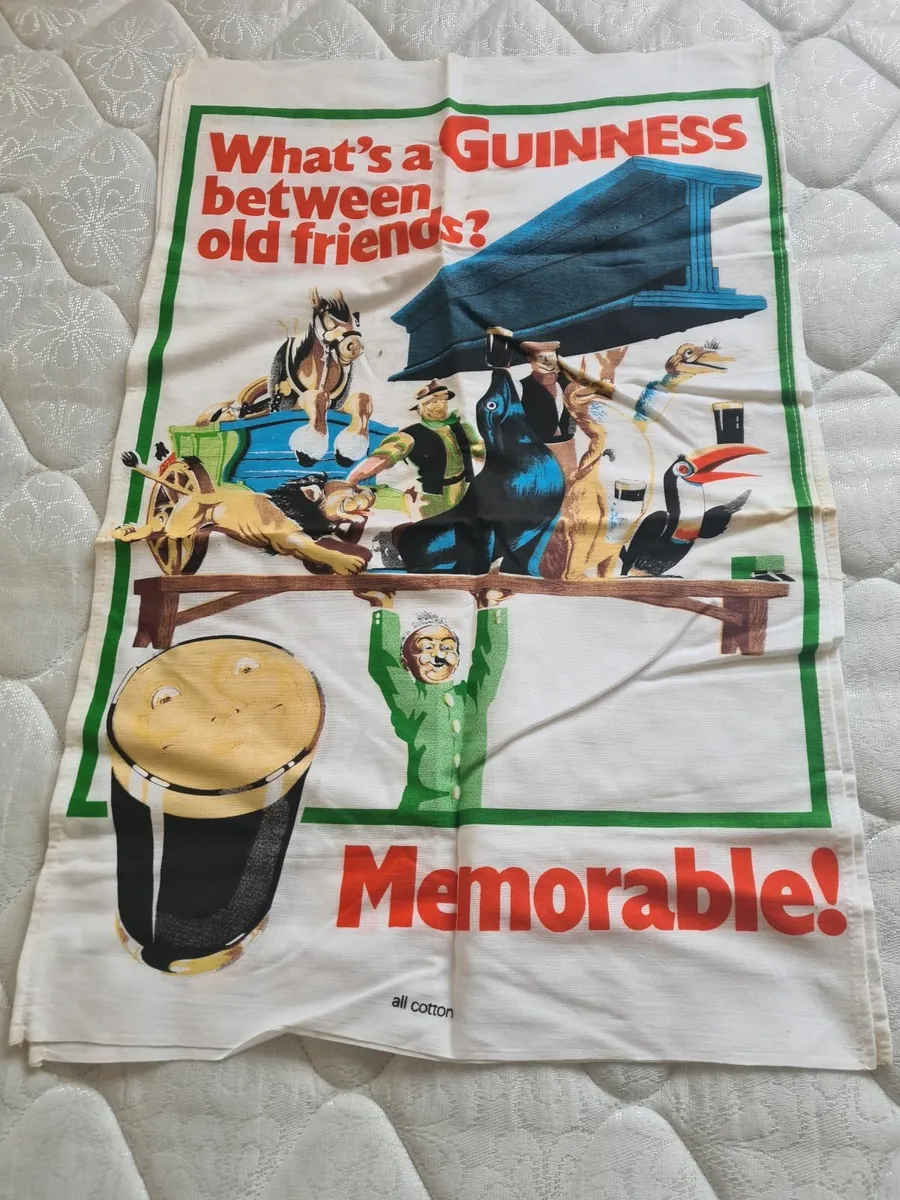 What's a GUINNESS
between
old friends?
Memorable!
all cotton